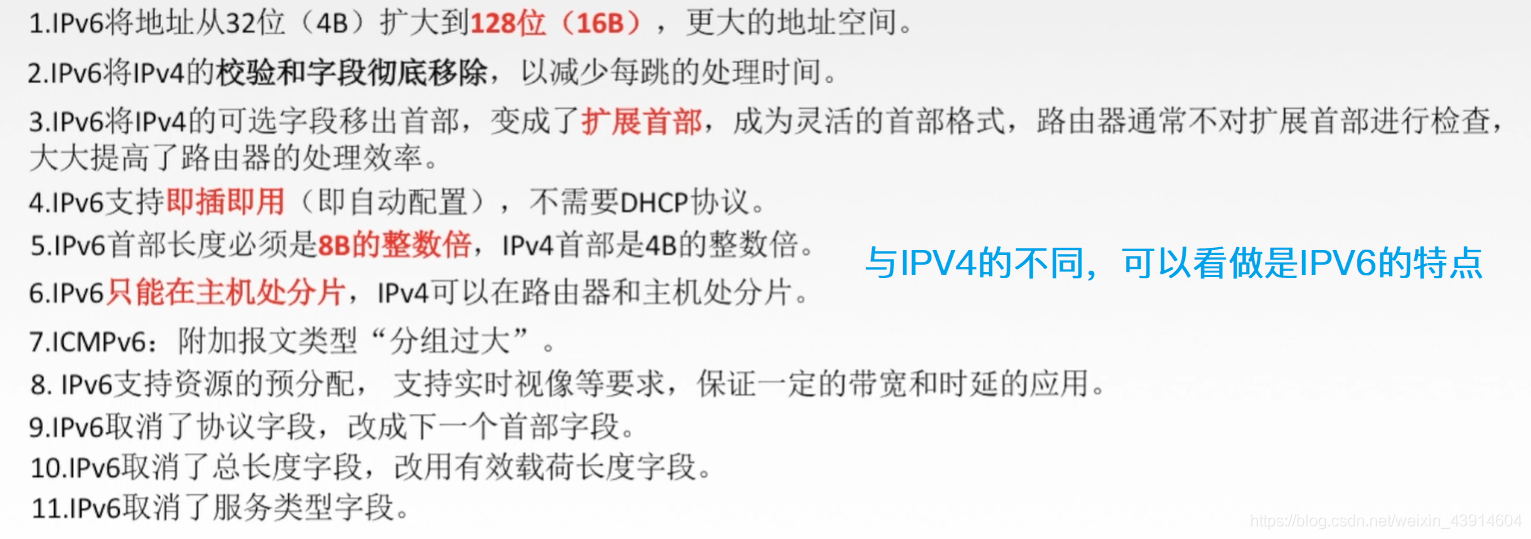 1.IPv6将地址从32位（4B）扩大到128位（16B），更大的地址空间。
2.IPv6将IPv4的校验和字段彻底移除，以减少每跳的处理时间。
3.IPv6将IPv4的可选字段移出首部，变成了扩展首部，成为灵活的首部格式，路由器通常不对扩展首部进行检查，
大大提高了路由器的处理效率。
4.IPv6支持即插即用（即自动配置），不需要DHCP协议。
5.IPv6首部长度必须是8B的整数倍，IPv4首部是4B的整数倍。
与IPV4的不同，可以看做是IPV6的特点
6.IPv6只能在主机处分片，IPv4可以在路由器和主机处分片。
7.ICMPv6：附加报文类型“分组过大”。
8. IPv6支持资源的预分配， 支持实时视像等要求，保证一定的带宽和时延的应用。
9.IPv6取消了协议字段，改成下一个首部字段。
10.IPv6取消了总长度字段，改用有效载荷长度字段。
11.IPv6取消了服务类型字段。
https://blog.csdn.net/weixin_43914604